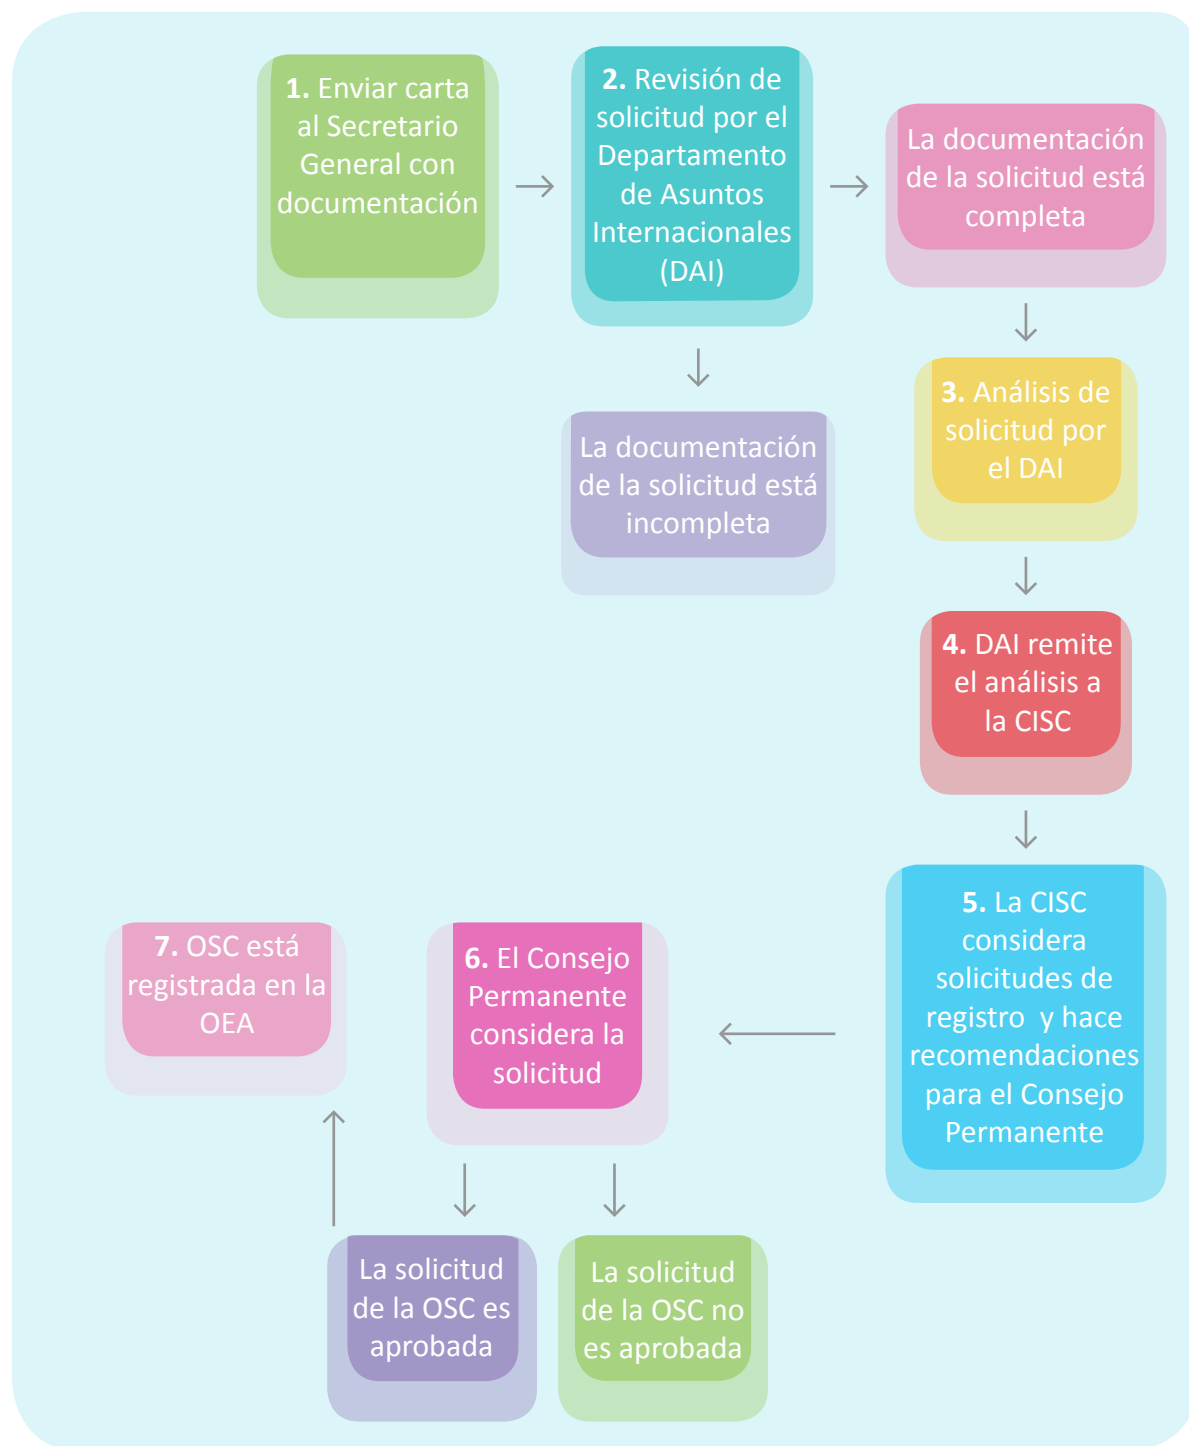 1. Enviar carta
al Secretario
General con
documentación
2. Revisión de
solicitud por el
Departamento
de Asuntos
Internacionales
(DAI)
La documentación
de la solicitud está
completa
La documentación
de la solicitud está
incompleta
3. Análisis de
solicitud por
el DAI
4. DAI remite
el análisis a
la CISC
5. La CISC
considera
solicitudes de
registro y hace
recomendaciones
para el Consejo
Permanente
6. El Consejo
Permanente
considera la
solicitud
7. OSC está
registrada en la
OEA
La solicitud
de la OSC es
aprobada
La solicitud
de la OSC no
es aprobada